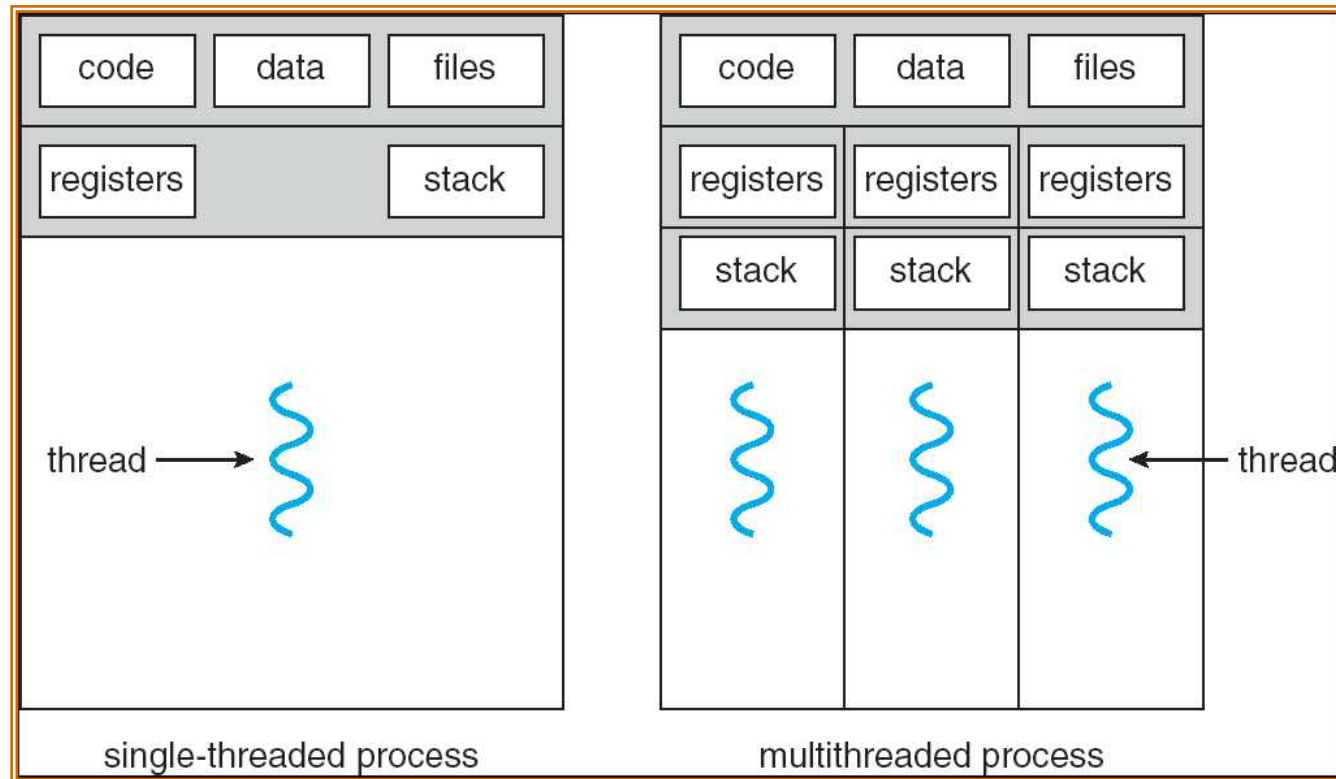 code data files
registers stack
thread
single-threaded process
code data files
registers registers registers
stack stack stack
thread
multithreaded process